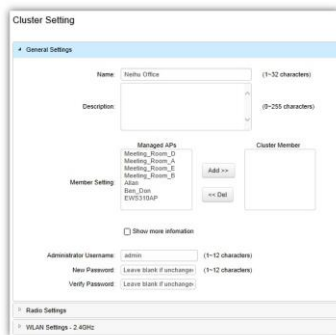 Cluster Setting
General Settings
Name: Neihu Office (1~32 characters)
Description: (0~255 characters)
Managed APs Cluster Member
Member Setting:
Meeting_Room_D
Meeting_Room_A
Meeting_Room_E
Meeting_Room_B
Allan
Ben_Don
EWS310AP
Add >>
<< Del
Show more infomation
Administrator Username: admin (1~12 characters)
New Password: Leave blank if unchange (1~12 characters)
Verify Password: Leave blank if unchange
Radio Settings
WLAN Settings - 2.4GHz